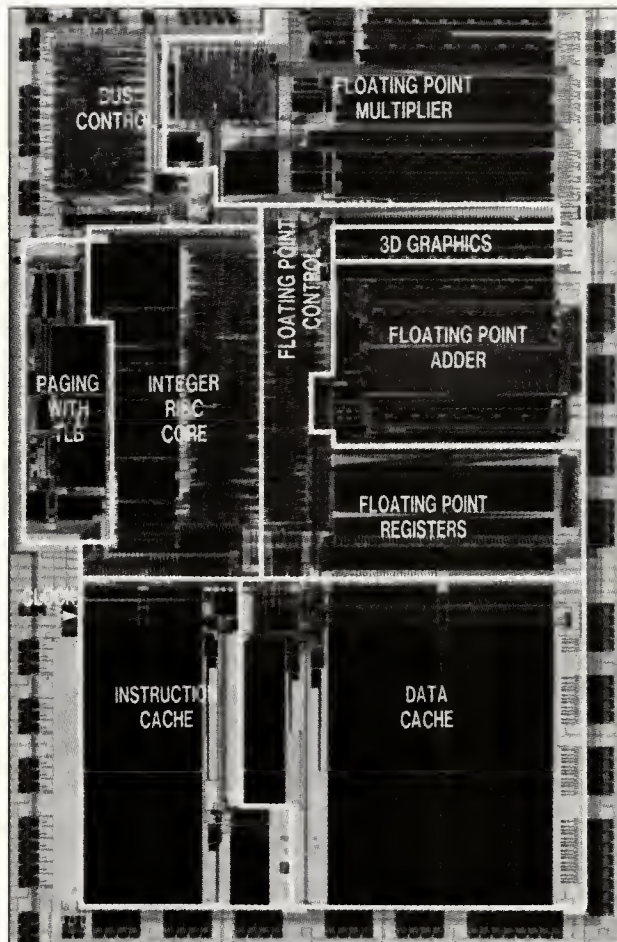 BUS
CONTROL
FLOATING POINT
MULTIPLIER
FLOATING POINT
CONTROL
3D GRAPHICS
FLOATING POINT
ADDER
PAGING
WITH
TLB
INTEGER
RISC
CORE
FLOATING POINT
REGISTERS
INSTRUCTION
CACHE
DATA
CACHE